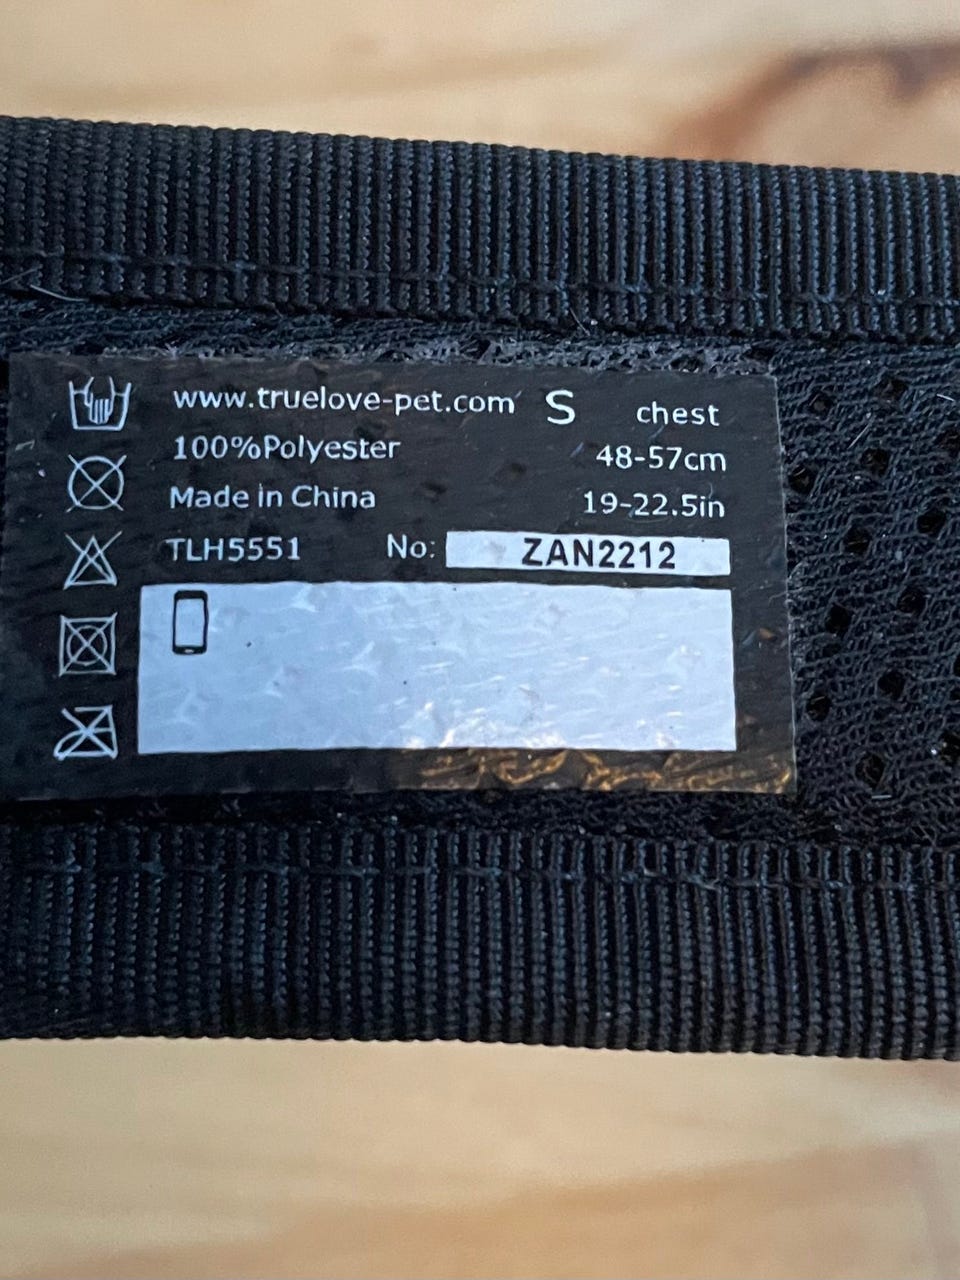 www.truelove-pet.com S chest
100%Polyester 48-57cm
Made in China 19-22.5in
TLH5551 No: ZAN2212